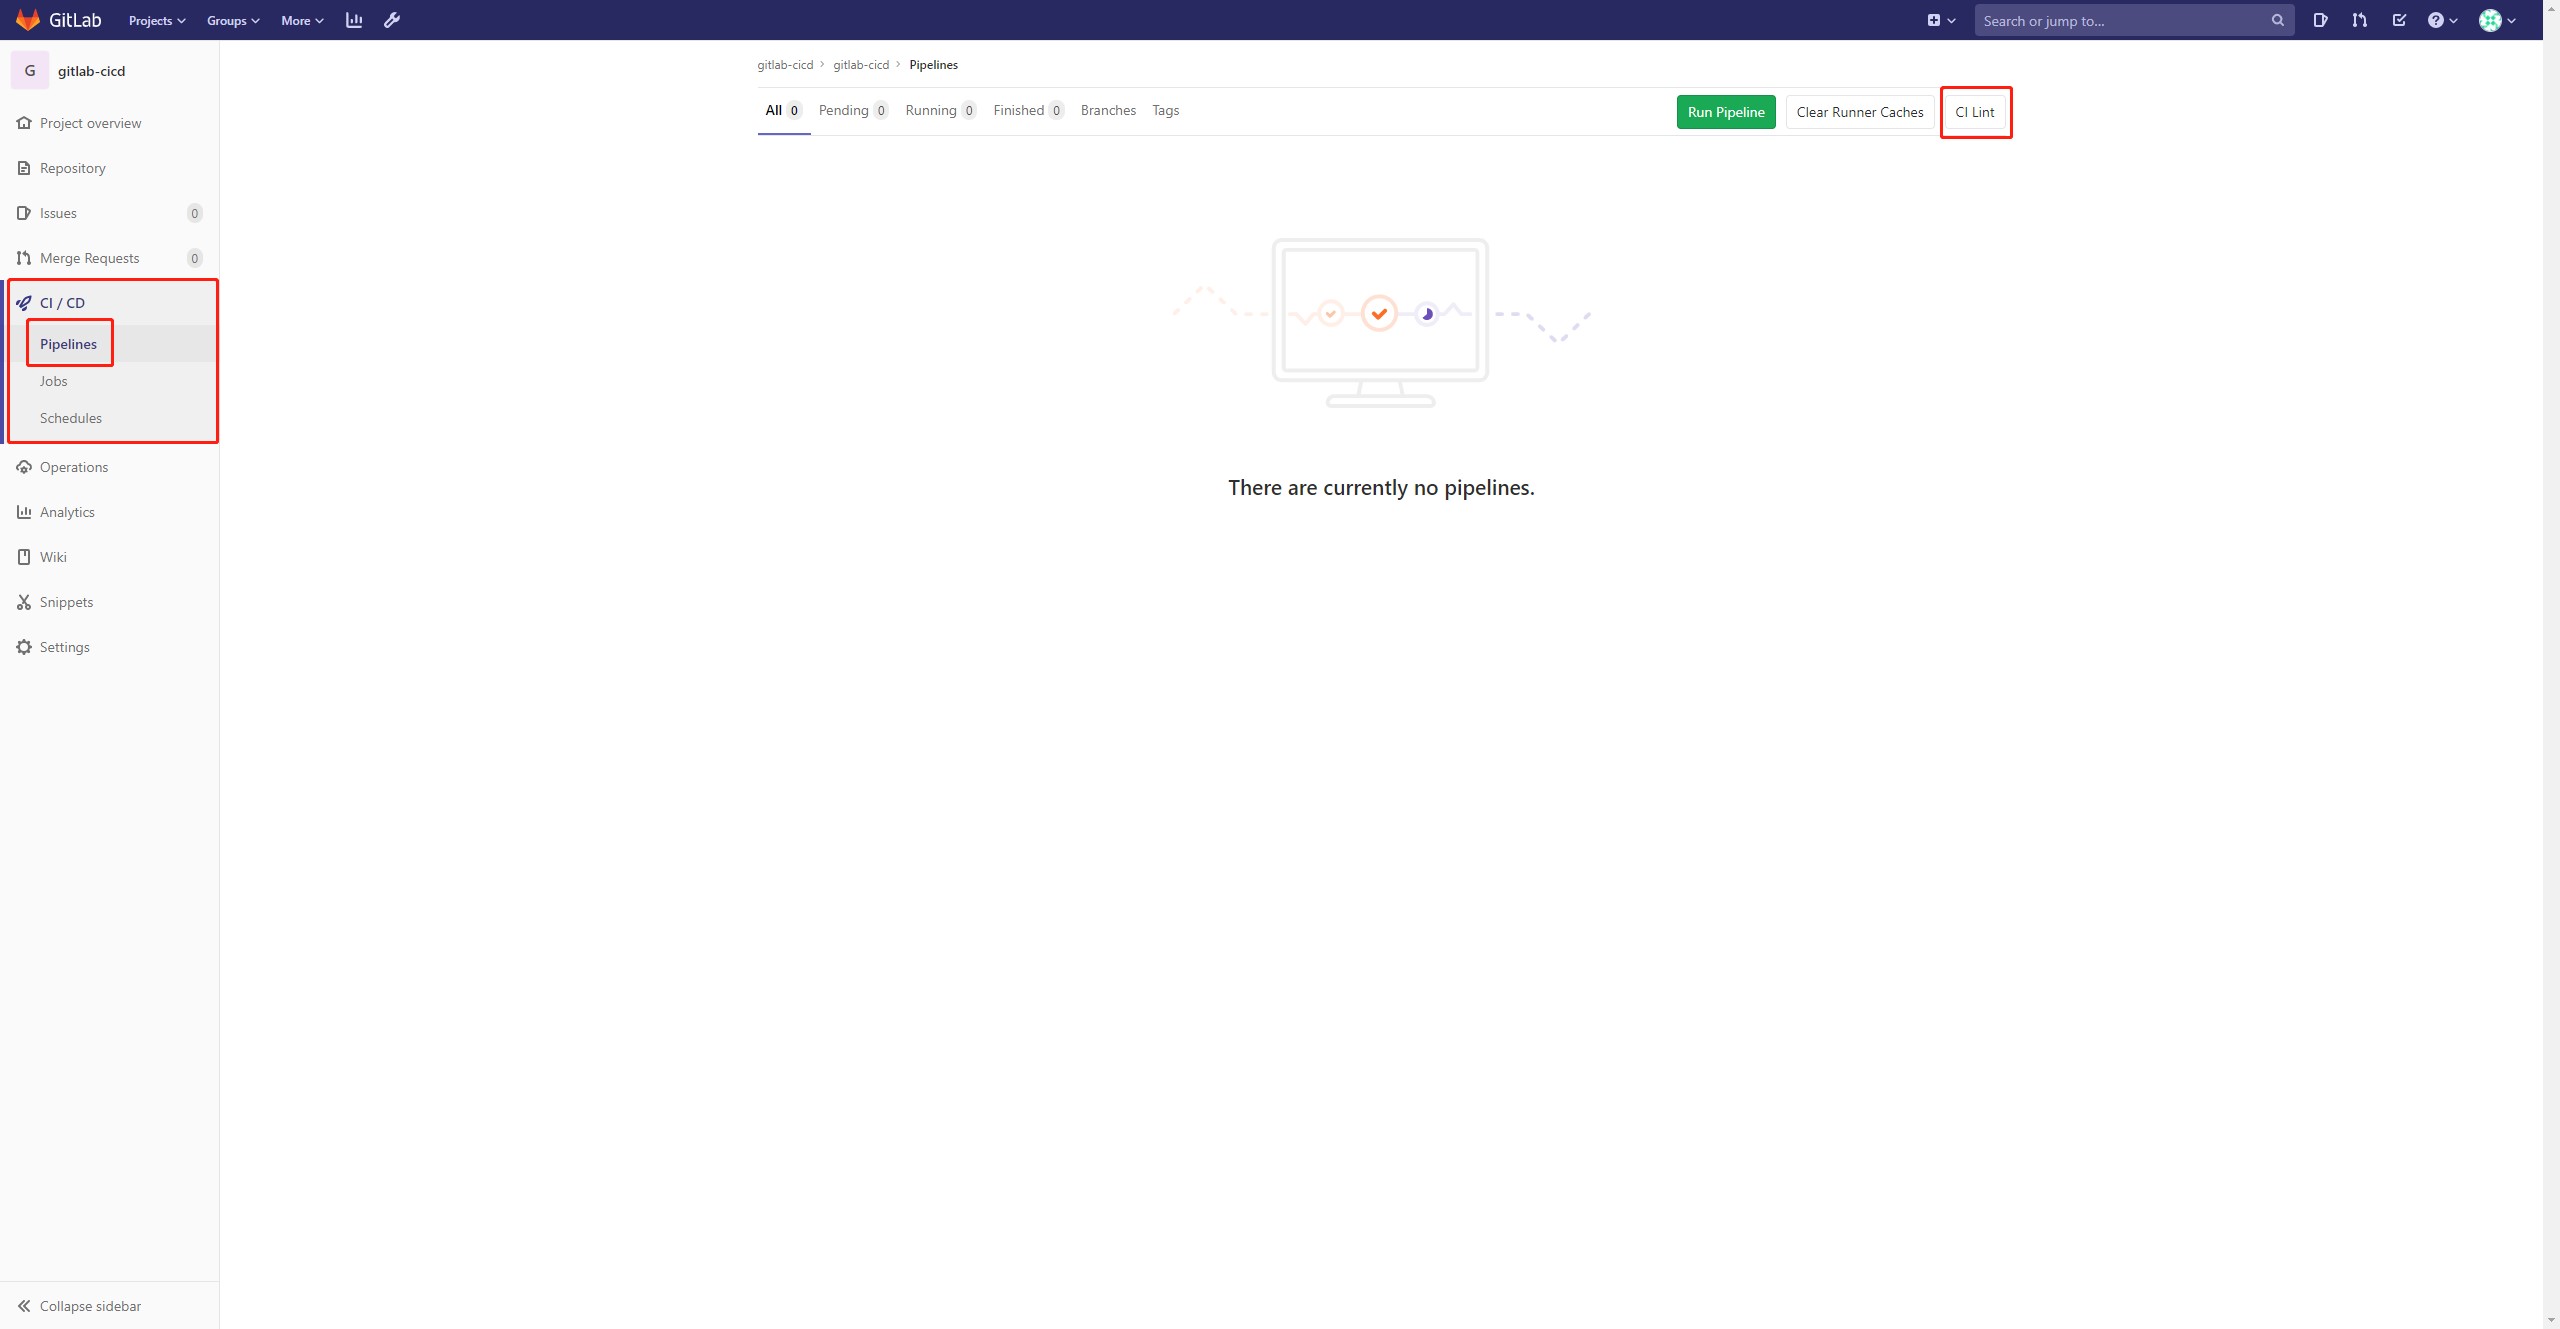 GitLab Projects Groups More Search or jump to...
G gitlab-cicd
Project overview
Repository
Issues 0
Merge Requests 0
CI / CD
Pipelines
Jobs
Schedules
Operations
Analytics
Wiki
Snippets
Settings
Collapse sidebar
gitlab-cicd › gitlab-cicd › Pipelines
All 0 Pending 0 Running 0 Finished 0 Branches Tags Run Pipeline Clear Runner Caches CI Lint
There are currently no pipelines.